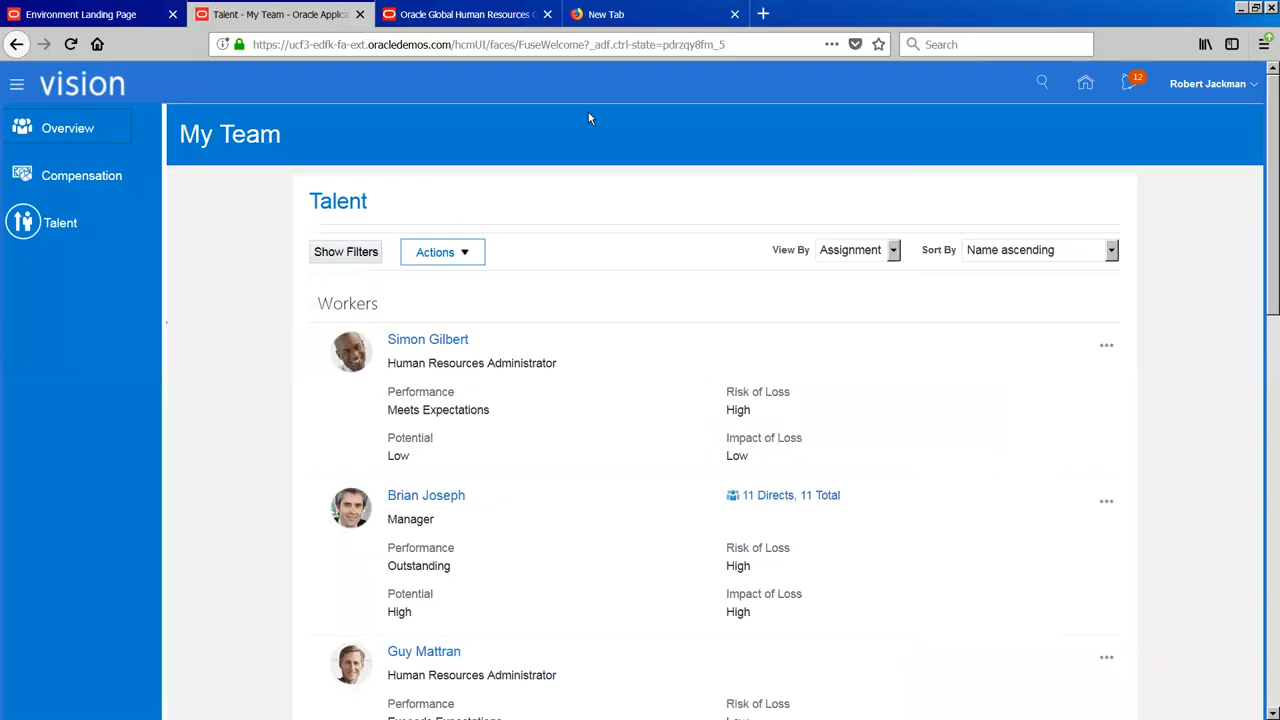 Environment Landing Page
Talent - My Team - Oracle Applica
Oracle Global Human Resources C
New Tab
https://ucf3-edfk-fa-ext.oracledemos.com/hcmUI/faces/FuseWelcome?_adf.ctrl-state=pdrzqy8fm_5
Search
vision
12
Robert Jackman
Overview
Compensation
Talent
My Team
Talent
Show Filters
Actions
View By
Assignment
Sort By
Name ascending
Workers
Simon Gilbert
Human Resources Administrator
Performance
Risk of Loss
Meets Expectations
High
Potential
Impact of Loss
Low
Low
Brian Joseph
11 Directs, 11 Total
Manager
Performance
Risk of Loss
Outstanding
High
Potential
Impact of Loss
High
High
Guy Mattran
Human Resources Administrator
Performance
Risk of Loss
Exceeds Expectations
Low